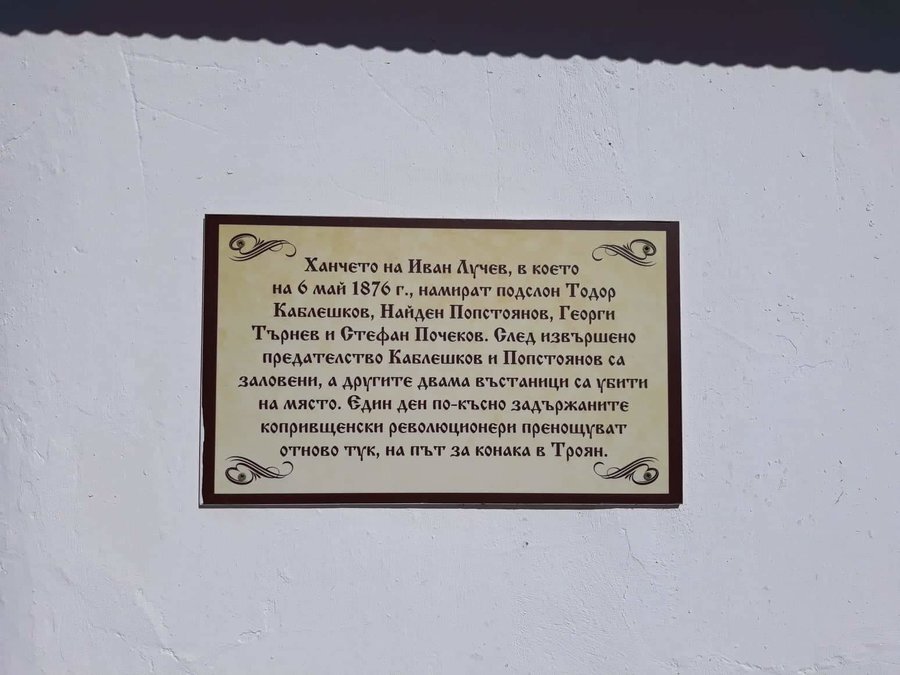 Ханчето на Иван Лучев, в което
на 6 май 1876 г., намират подслон Тодор
Каблешков, Найден Попстоянов, Георги
Търнев и Стефан Почеков. След извършено
предателство Каблешков и Попстоянов са
заловени, а другите двама въстаници са убити
на място. Един ден по-късно задържаните
копривщенски революционери пренощуват
отново тук, на път за конака в Троян.